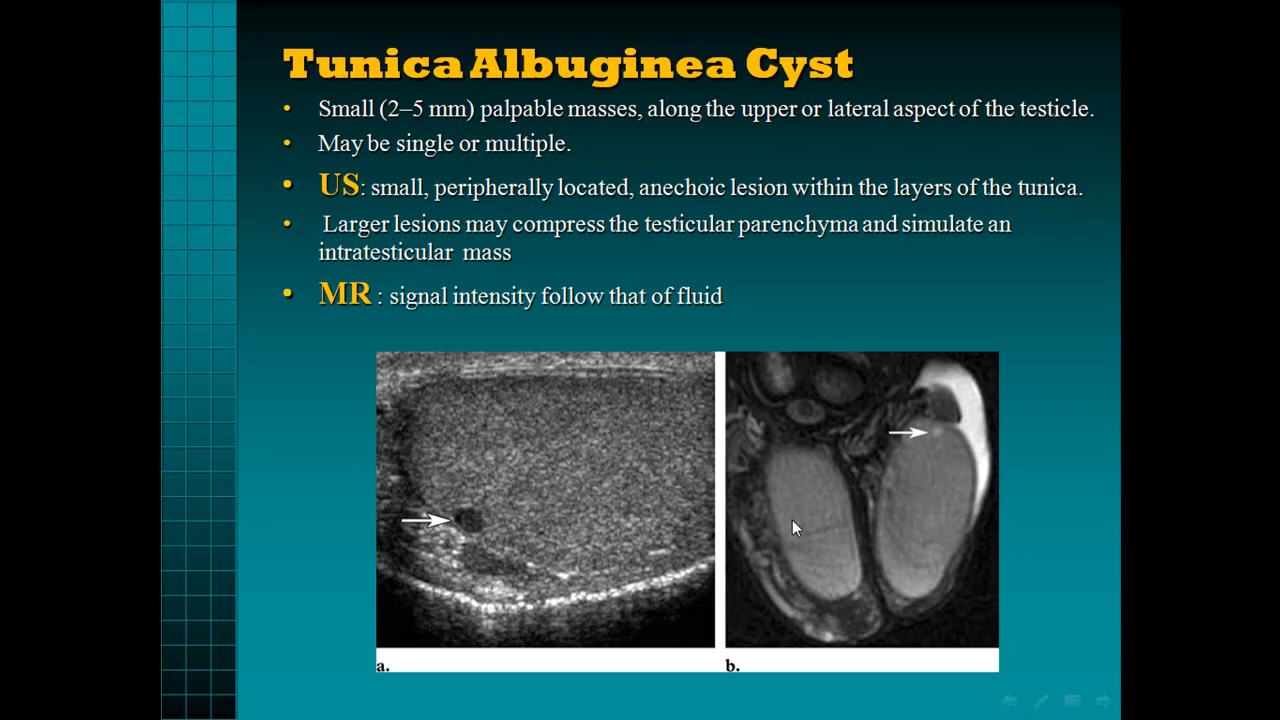 Tunica Albuginea Cyst
• Small (2–5 mm) palpable masses, along the upper or lateral aspect of the testicle.
• May be single or multiple.
• US: small, peripherally located, anechoic lesion within the layers of the tunica.
• Larger lesions may compress the testicular parenchyma and simulate an
intratesticular mass
• MR : signal intensity follow that of fluid
a. b.